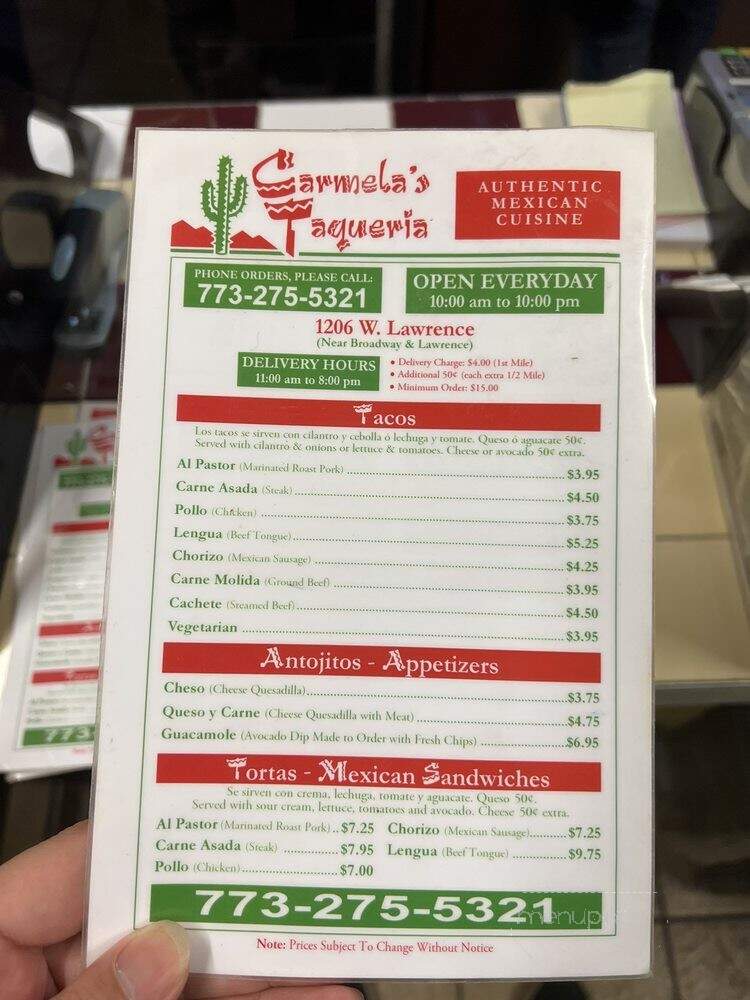 Carmela's
Taqueria
AUTHENTIC
MEXICAN
CUISINE
PHONE ORDERS, PLEASE CALL:
773-275-5321
OPEN EVERYDAY
10:00 am to 10:00 pm
1206 W. Lawrence
(Near Broadway & Lawrence)
DELIVERY HOURS
11:00 am to 8:00 pm
• Delivery Charge: $4.00 (1st Mile)
• Additional 50¢ (each extra 1/2 Mile)
• Minimum Order: $15.00
Tacos
Los tacos se sirven con cilantro y cebolla ó lechuga y tomate. Queso ó aguacate 50¢.
Served with cilantro & onions or lettuce & tomatoes. Cheese or avocado 50¢ extra.
Al Pastor (Marinated Roast Pork) $3.95
Carne Asada (Steak) $4.50
Pollo (Chicken) $3.75
Lengua (Beef Tongue) $5.25
Chorizo (Mexican Sausage) $4.25
Carne Molida (Ground Beef) $3.95
Cachete (Steamed Beef) $4.50
Vegetarian $3.95
Antojitos - Appetizers
Cheso (Cheese Quesadilla) $3.75
Queso y Carne (Cheese Quesadilla with Meat) $4.75
Guacamole (Avocado Dip Made to Order with Fresh Chips) $6.95
Tortas - Mexican Sandwiches
Se sirven con crema, lechuga, tomate y aguacate. Queso 50¢.
Served with sour cream, lettuce, tomatoes and avocado. Cheese 50¢ extra.
Al Pastor (Marinated Roast Pork) $7.25 Chorizo (Mexican Sausage) $7.25
Carne Asada (Steak) $7.95 Lengua (Beef Tongue) $9.75
Pollo (Chicken) $7.00
773-275-5321
menupix
Note: Prices Subject To Change Without Notice
773